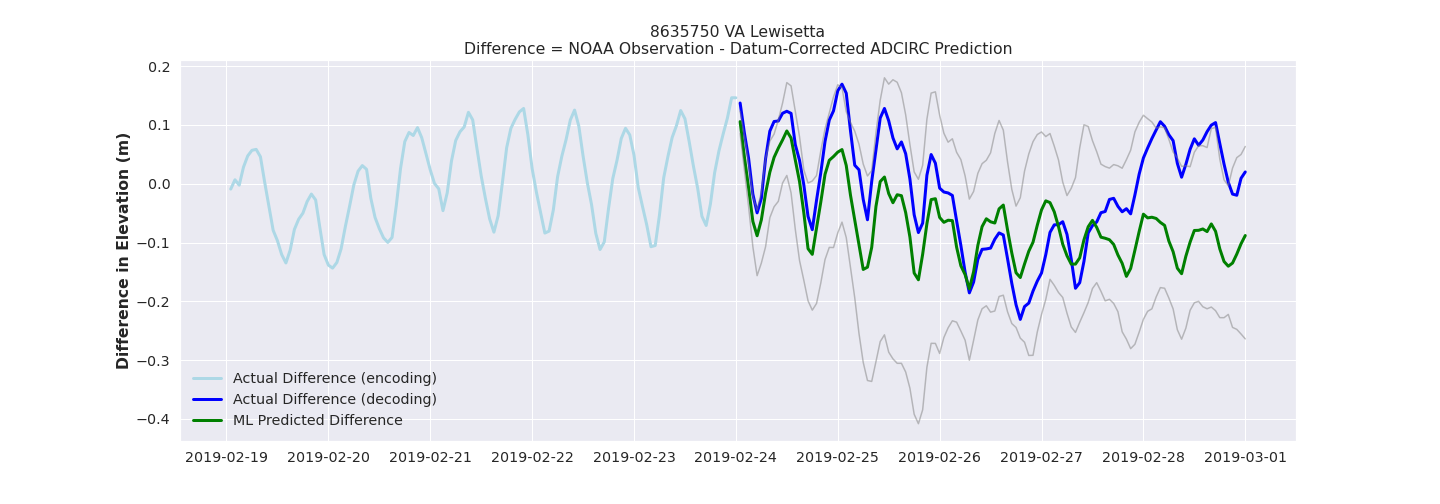 8635750 VA Lewisetta
Difference = NOAA Observation - Datum-Corrected ADCIRC Prediction
Difference in Elevation (m)
0.2
0.1
0.0
−0.1
−0.2
−0.3
−0.4
Actual Difference (encoding)
Actual Difference (decoding)
ML Predicted Difference
2019-02-19 2019-02-20 2019-02-21 2019-02-22 2019-02-23 2019-02-24 2019-02-25 2019-02-26 2019-02-27 2019-02-28 2019-03-01